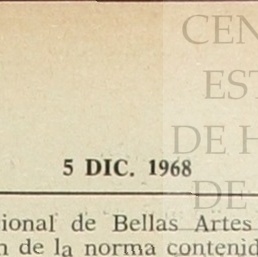 CEN
EST
DE H
5 DIC. 1968
DE
ional de Bellas Artes
n de la norma contenid